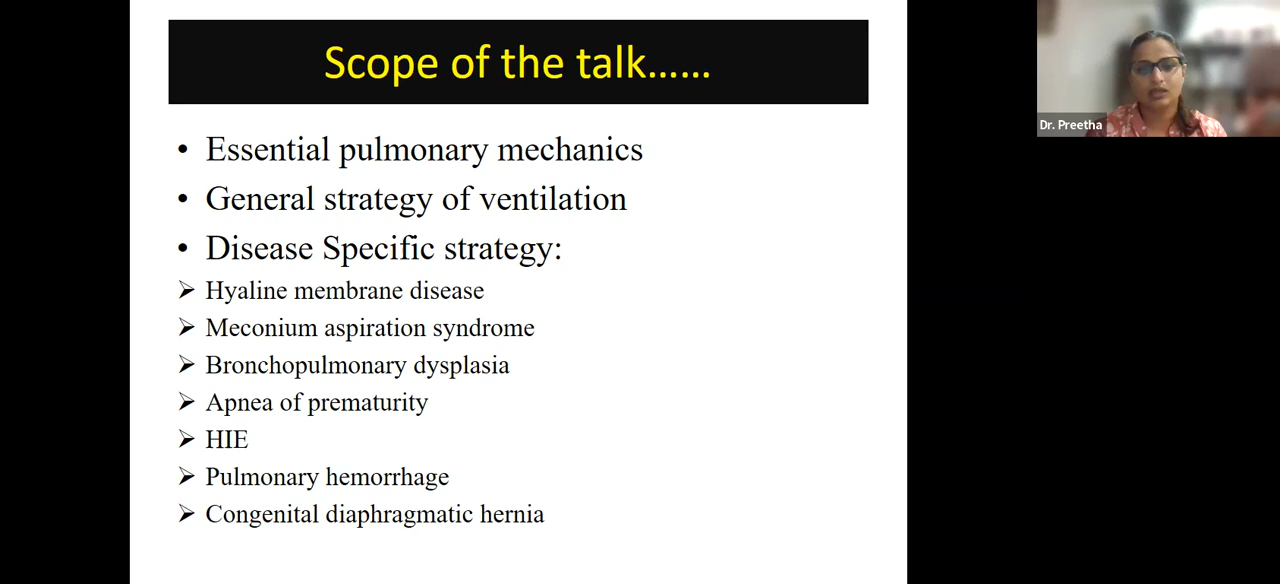 Scope of the talk......
• Essential pulmonary mechanics
• General strategy of ventilation
• Disease Specific strategy:
➢ Hyaline membrane disease
➢ Meconium aspiration syndrome
➢ Bronchopulmonary dysplasia
➢ Apnea of prematurity
➢ HIE
➢ Pulmonary hemorrhage
➢ Congenital diaphragmatic hernia
Dr. Preetha